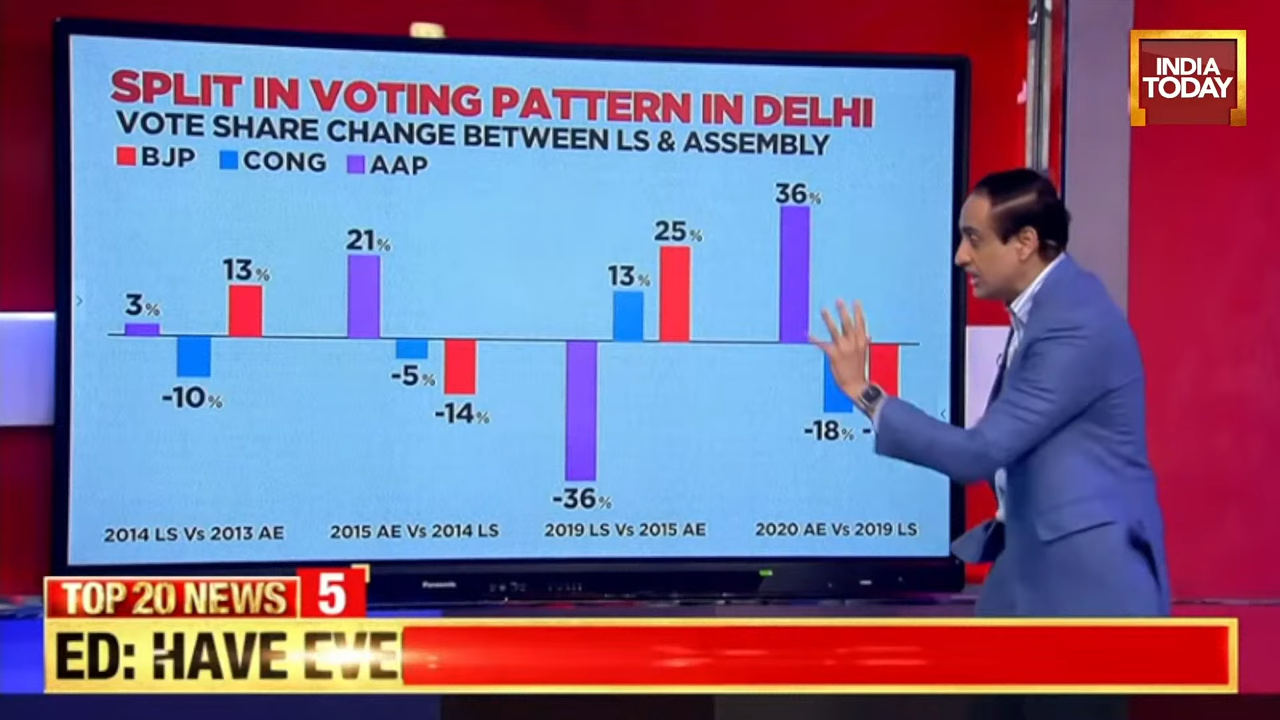 INDIA
TODAY
SPLIT IN VOTING PATTERN IN DELHI
VOTE SHARE CHANGE BETWEEN LS & ASSEMBLY
BJP CONG AAP
3%
-10%
13%
21%
-5%
-14%
-36%
13%
25%
36%
-18%
-
2014 LS Vs 2013 AE
2015 AE Vs 2014 LS
2019 LS Vs 2015 AE
2020 AE Vs 2019 LS
Panasonic
TOP 20 NEWS 5
ED: HAVE EVE